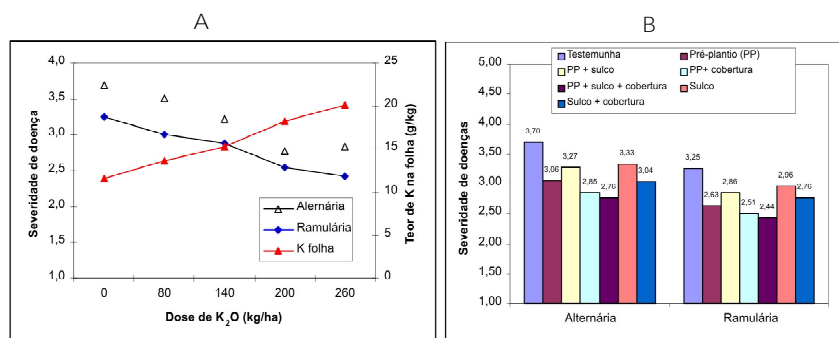 A
4,0
3,5
3,0
2,5
2,0
1,5
1,0
Severidade de doença
25
20
15
10
5
0
Teor de K na folha (g/kg)
Alernária
Ramulária
K folha
0 80 140 200 260
Dose de K2O (kg/ha)
B
5,00
4,50
4,00
3,50
3,00
2,50
2,00
1,50
1,00
Severidade de doenças
Testemunha Pré-plantio (PP)
PP + sulco PP+ cobertura
PP + sulco + cobertura Sulco
Sulco + cobertura
3,70 3,06 3,27 2,85 2,76 3,33 3,04
3,25 2,63 2,86 2,51 2,44 2,96 2,76
Alternária Ramulária